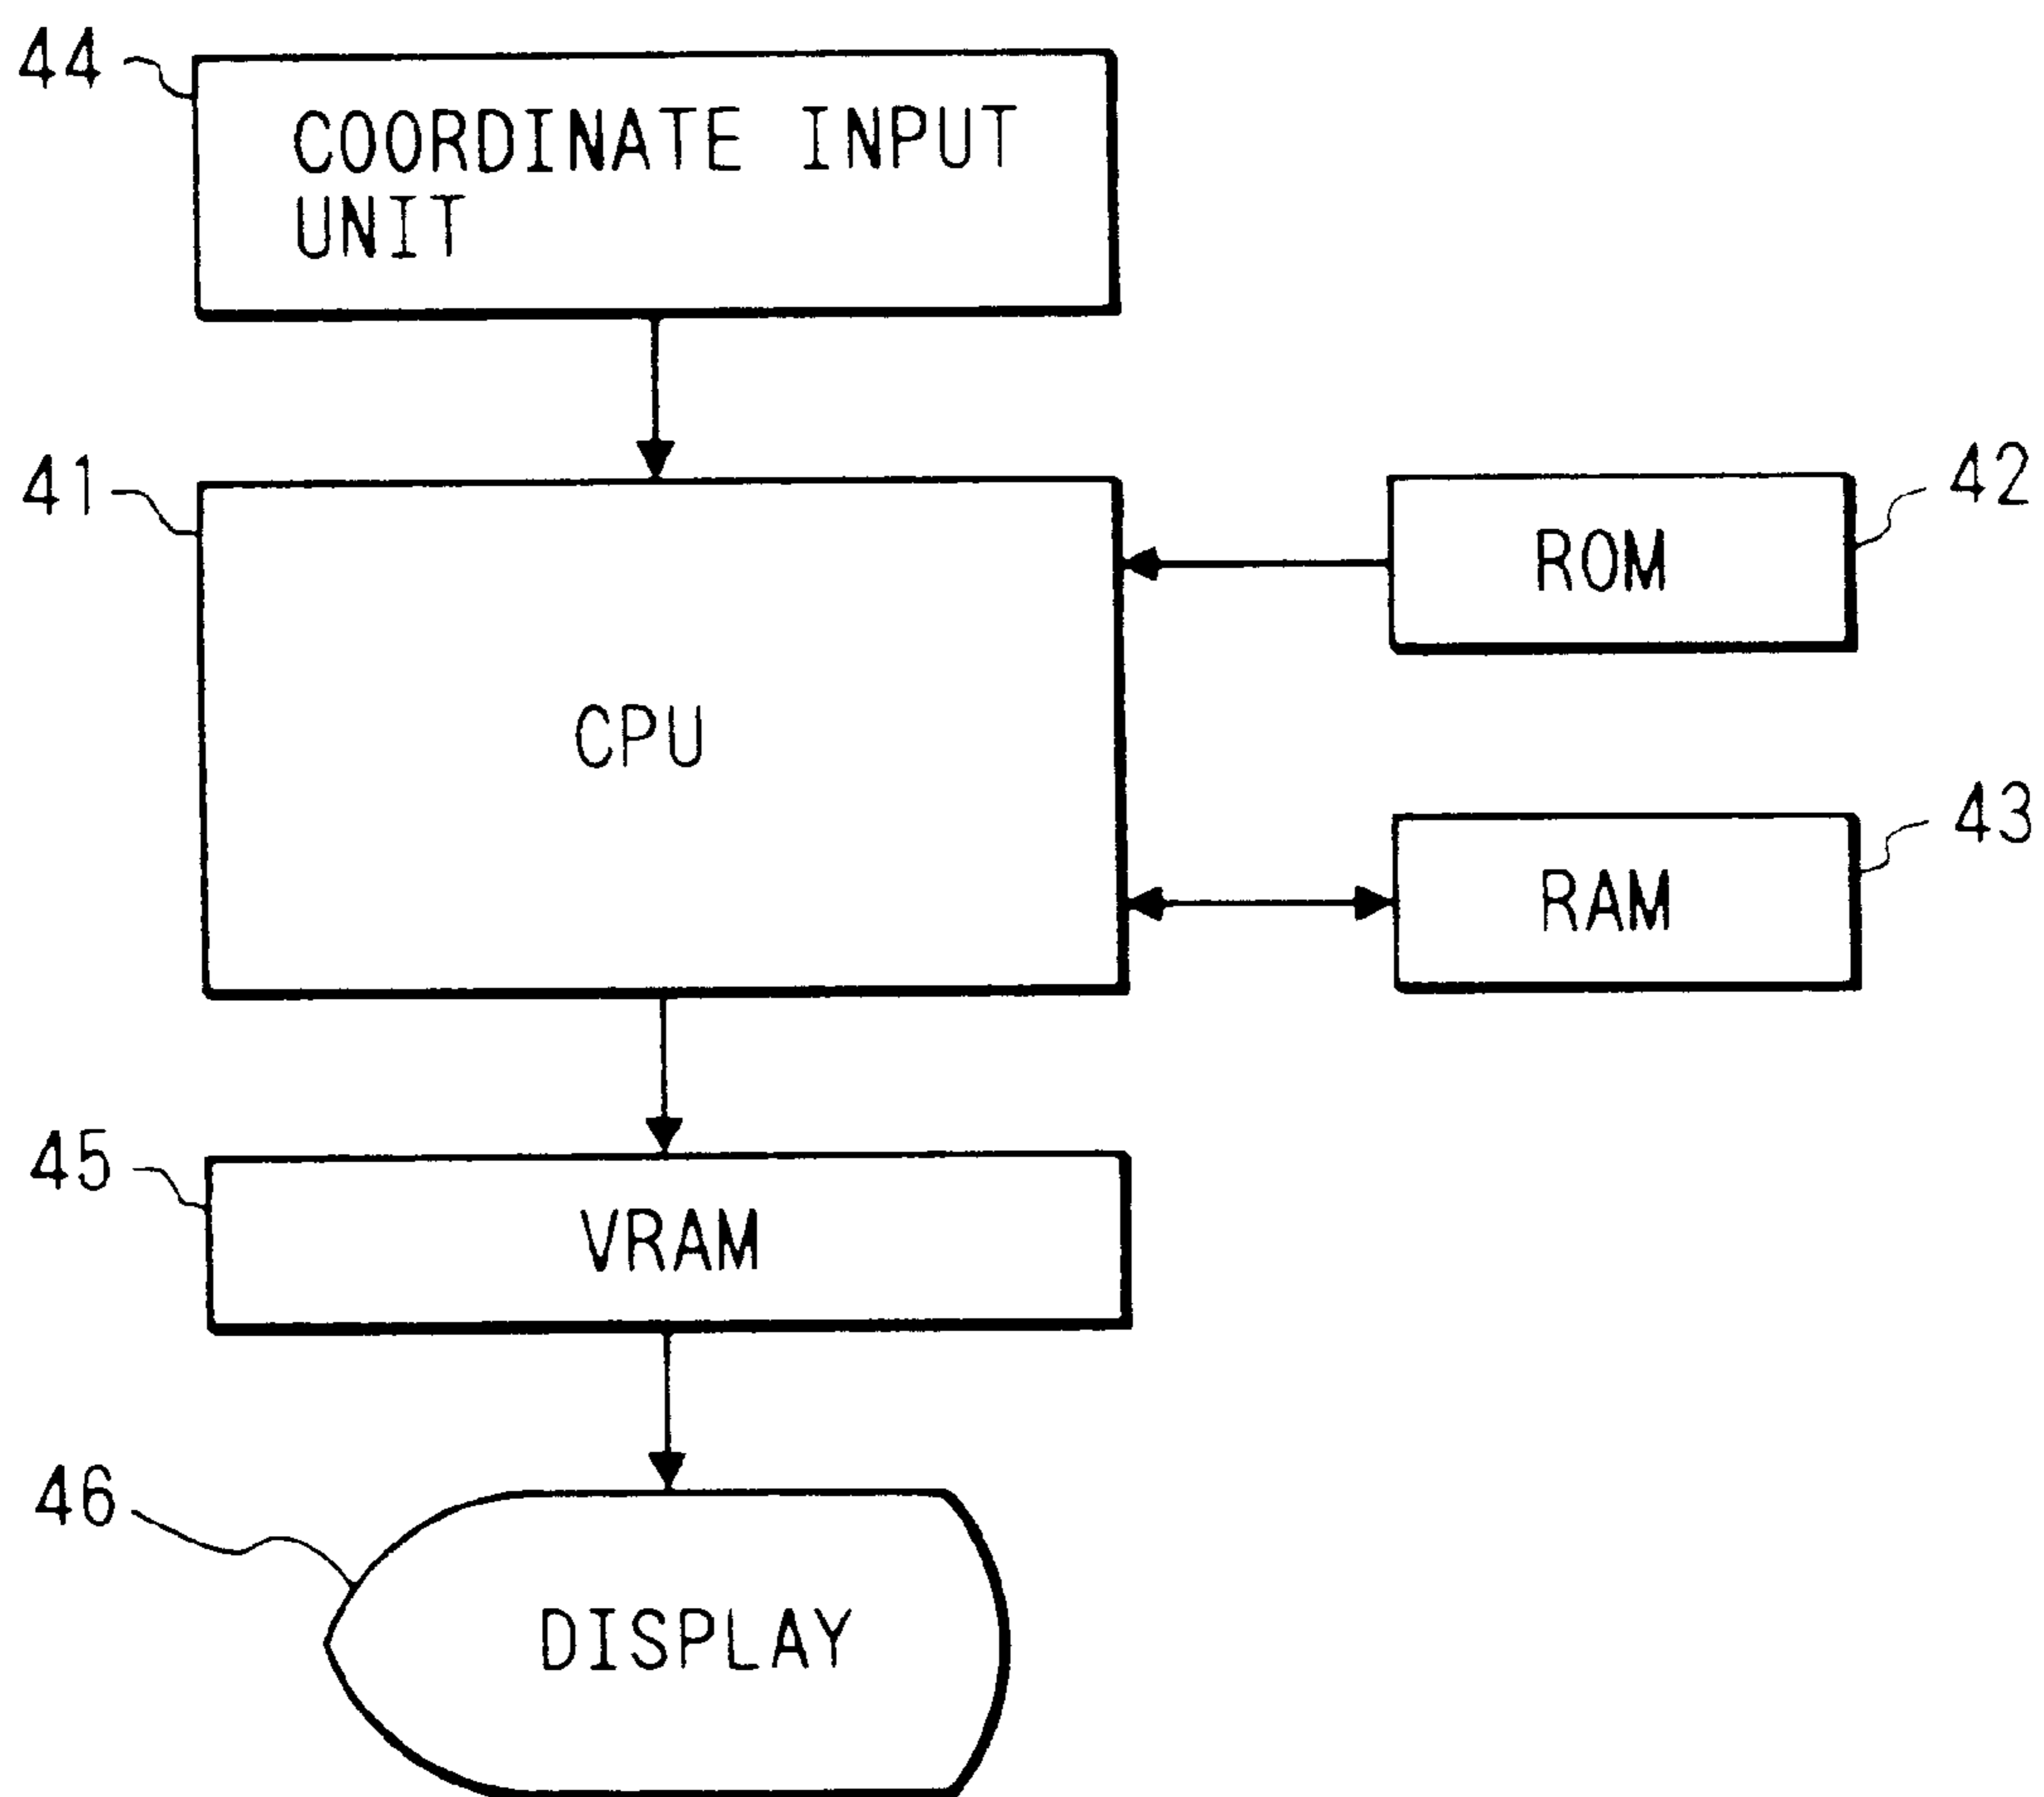 44
COORDINATE INPUT
UNIT
41
CPU
42
ROM
43
RAM
45
VRAM
46
DISPLAY